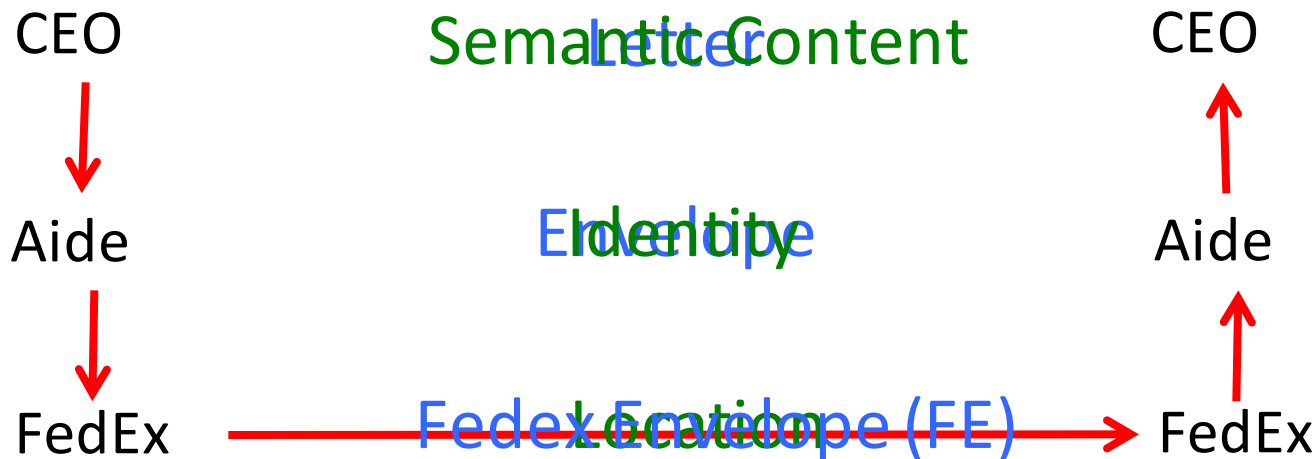 CEO Semantic Content Letter CEO
Aide Envelope Identity Aide
FedEx Fedex Envelope (FE) Location FedEx